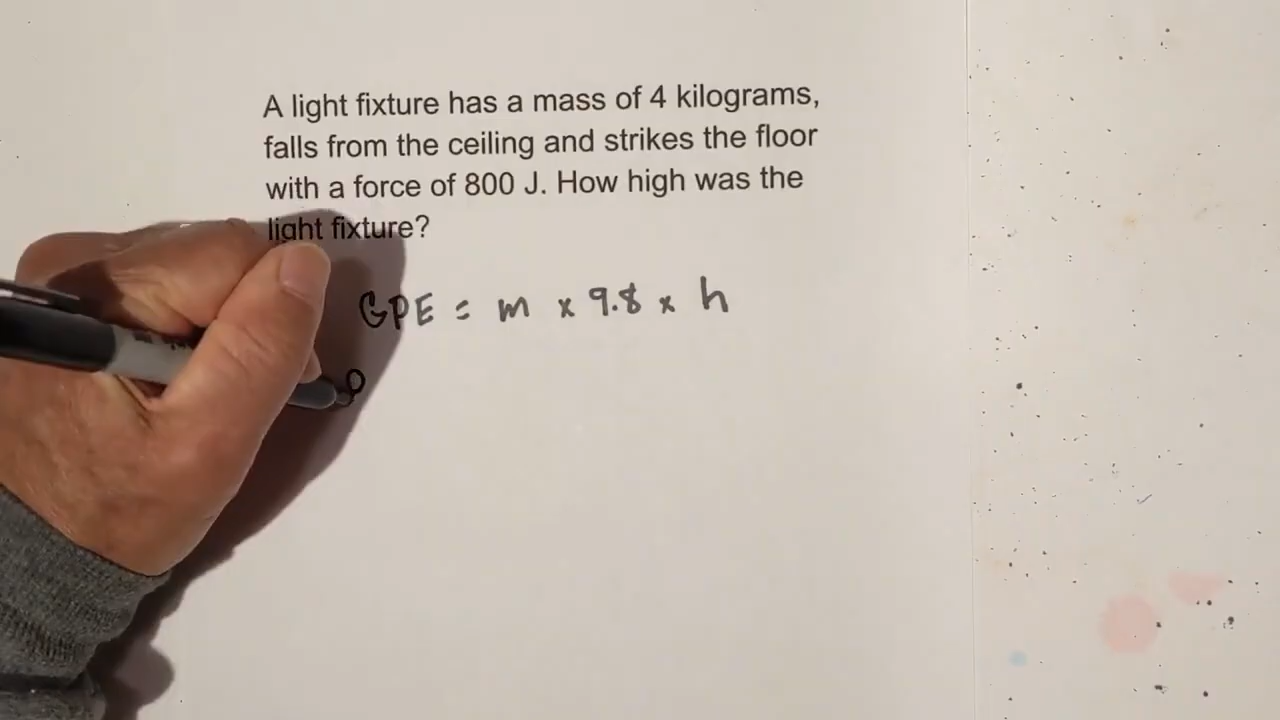 A light fixture has a mass of 4 kilograms,
falls from the ceiling and strikes the floor
with a force of 800 J. How high was the
light fixture?
GPE = m x 9.8 x h